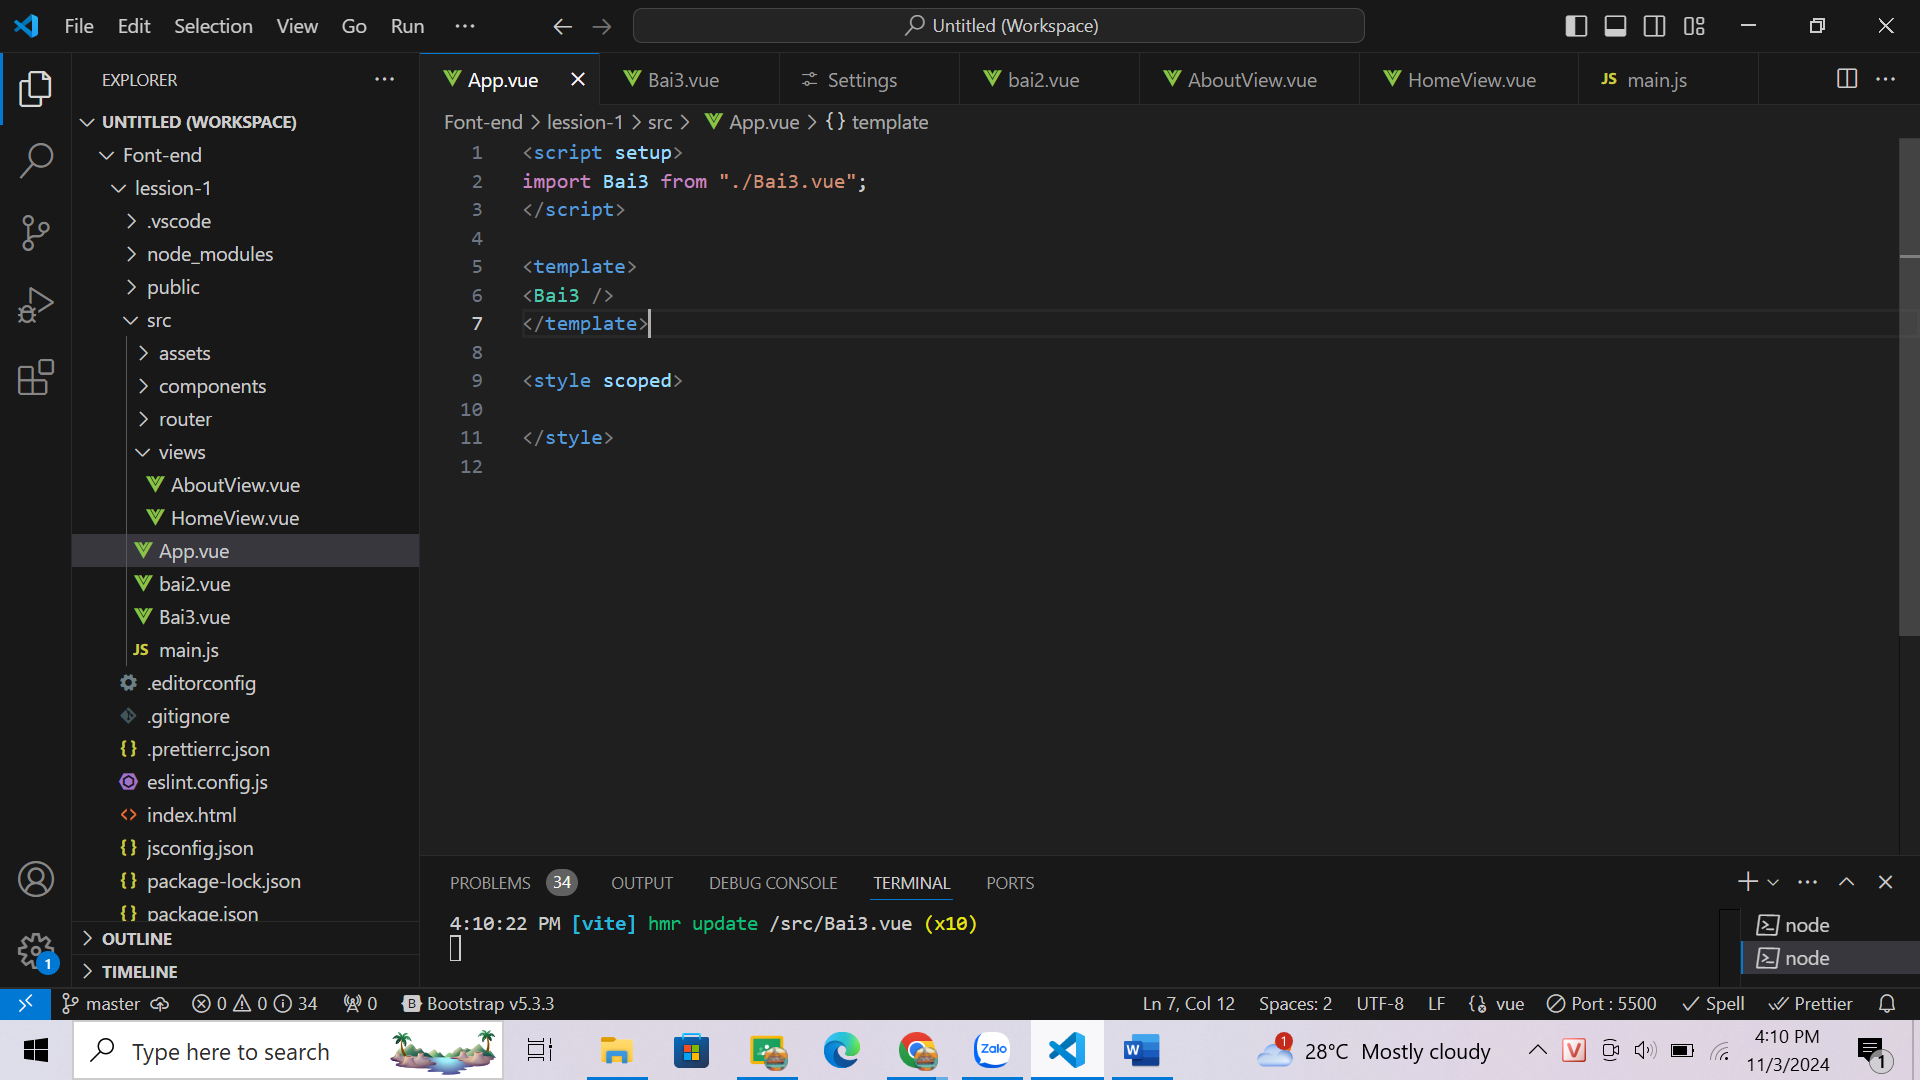 File Edit Selection View Go Run ··· Untitled (Workspace)
EXPLORER ···
UNTITLED (WORKSPACE)
Font-end
lession-1
.vscode
node_modules
public
src
assets
components
router
views
AboutView.vue
HomeView.vue
App.vue
bai2.vue
Bai3.vue
JS main.js
.editorconfig
.gitignore
{} .prettierrc.json
eslint.config.js
<> index.html
{} jsconfig.json
{} package-lock.json
{} package.json
OUTLINE
TIMELINE
1
App.vue Bai3.vue Settings bai2.vue AboutView.vue HomeView.vue JS main.js
Font-end > lession-1 > src > App.vue > {} template
1 <script setup>
2 import Bai3 from "./Bai3.vue";
3 </script>
4
5 <template>
6 <Bai3 />
7 </template>
8
9 <style scoped>
10
11 </style>
12
PROBLEMS 34 OUTPUT DEBUG CONSOLE TERMINAL PORTS
4:10:22 PM [vite] hmr update /src/Bai3.vue (x10)
node
node
master 0 0 34 0 B Bootstrap v5.3.3 Ln 7, Col 12 Spaces: 2 UTF-8 LF vue Port : 5500 Spell Prettier
Type here to search Zalo W 1 28°C Mostly cloudy V 4:10 PM
11/3/2024
1